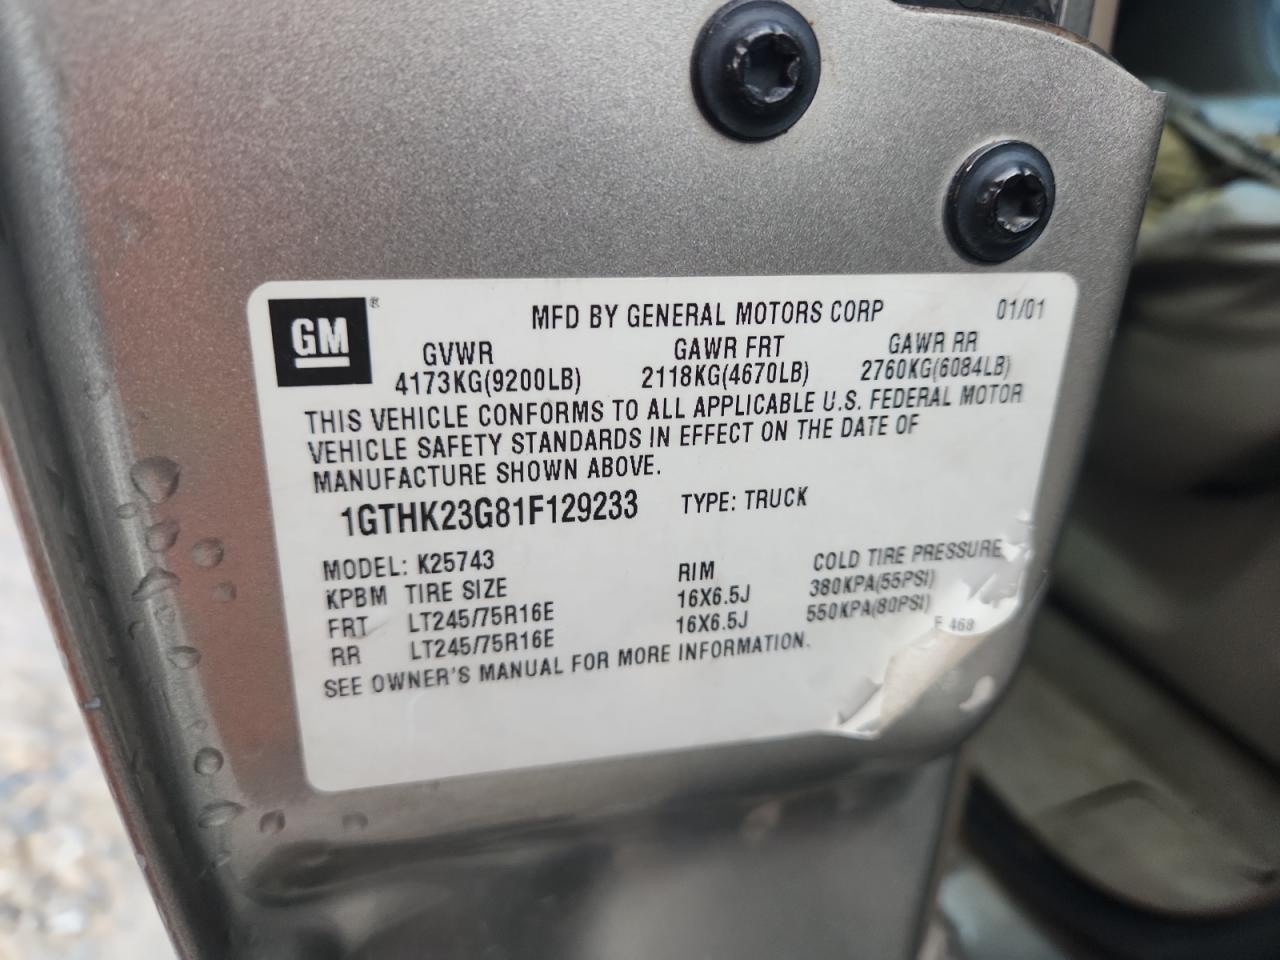 GM ®
MFD BY GENERAL MOTORS CORP 01/01
GVWR GAWR FRT GAWR RR
4173KG(9200LB) 2118KG(4670LB) 2760KG(6084LB)
THIS VEHICLE CONFORMS TO ALL APPLICABLE U.S. FEDERAL MOTOR
VEHICLE SAFETY STANDARDS IN EFFECT ON THE DATE OF
MANUFACTURE SHOWN ABOVE.
1GTHK23G81F129233 TYPE: TRUCK
MODEL: K25743
KPBM TIRE SIZE RIM COLD TIRE PRESSURE
FRT LT245/75R16E 16X6.5J 380KPA(55PSI)
RR LT245/75R16E 16X6.5J 550KPA(80PSI)
SEE OWNER'S MANUAL FOR MORE INFORMATION.
F 468